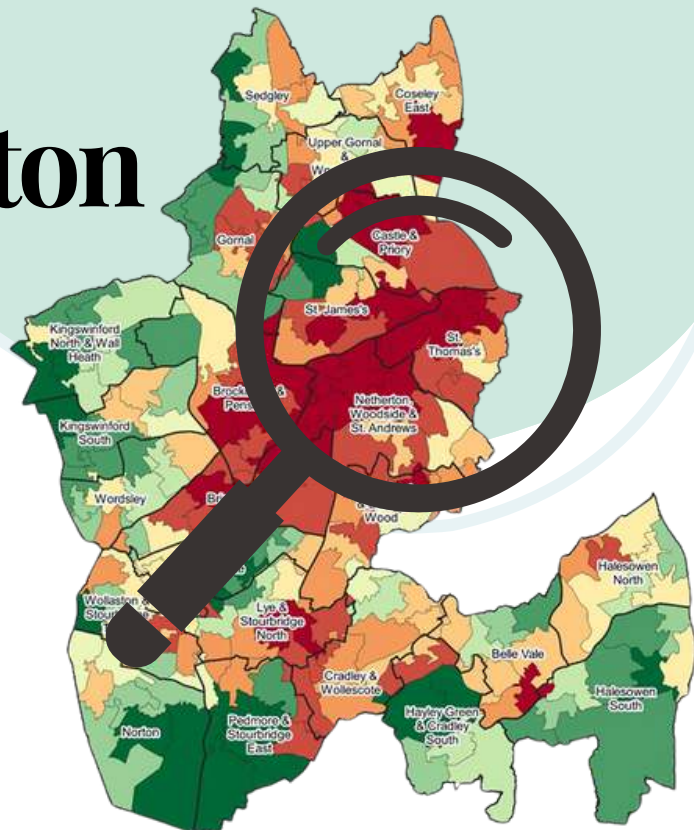 Sedgley
Coseley
East
ton
Upper Gornal
&
Gornal
Castle &
Priory
St. James's
Kingswinford
North & Wall
Heath
St.
Thomas's
&
Netherton,
Woodside &
St. Andrews
Kingswinford
South
Wordsley
Wood
Wollaston
Lye &
Stourbridge
North
Halesowen
North
Belle Vale
Cradley &
Wollescote
Halesowen
South
Norton
Pedmore &
Stourbridge
East
Hayley Green
& Cradley
South